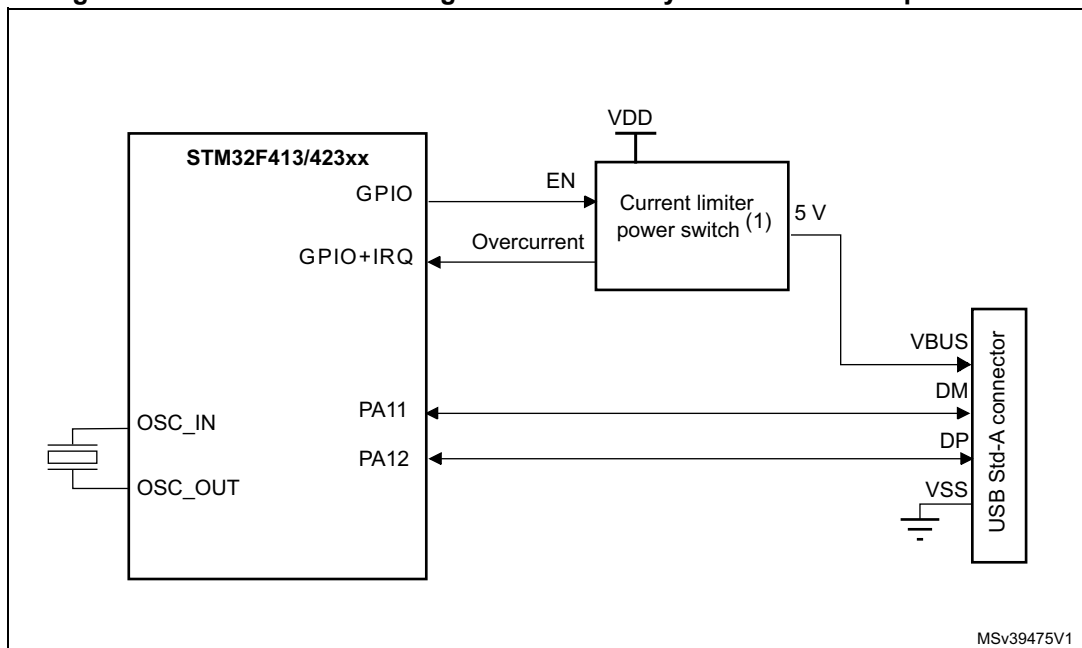 VDD
STM32F413/423xx
GPIO
EN
Current limiter
power switch (1)
5 V
GPIO+IRQ
Overcurrent
VBUS
DM
DP
VSS
USB Std-A connector
PA11
PA12
OSC_IN
OSC_OUT
MSv39475V1